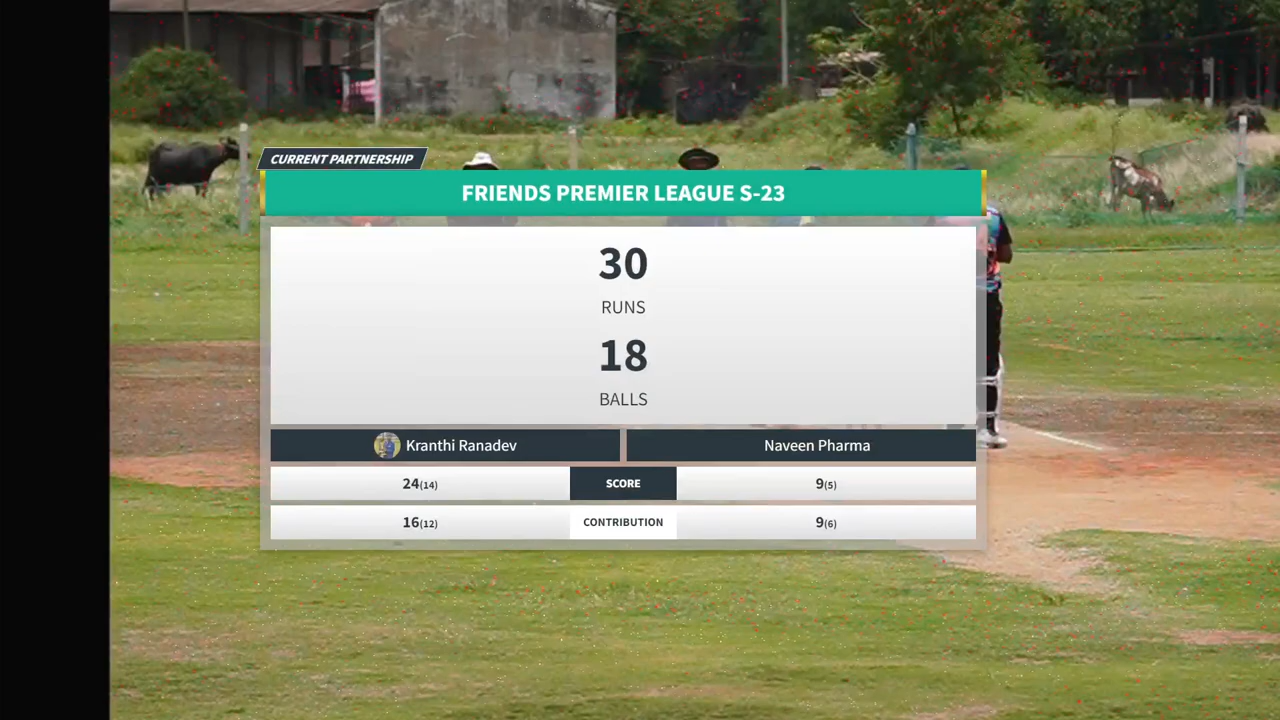 CURRENT PARTNERSHIP
FRIENDS PREMIER LEAGUE S-23
30
RUNS
18
BALLS
Kranthi Ranadev Naveen Pharma
24(14) SCORE 9(5)
16(12) CONTRIBUTION 9(6)